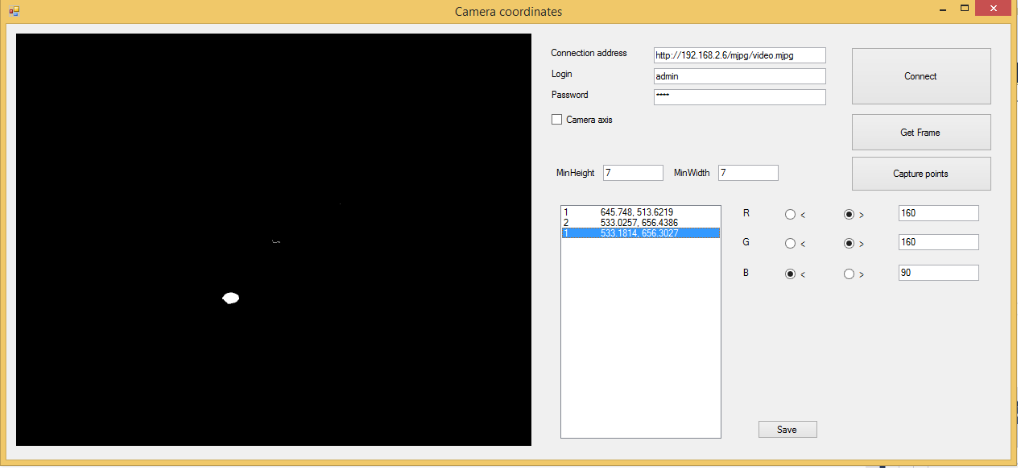 Camera coordinates
Connection address http://192.168.2.6/mjpg/video.mjpg
Connect
Login admin
Password ****
Camera axis
Get Frame
MinHeight 7 MinWidth 7
Capture points
1 645.748, 513.6219
2 533.0257, 656.4386
1 533.1814, 656.3027
R < > 160
G < > 160
B < > 90
Save